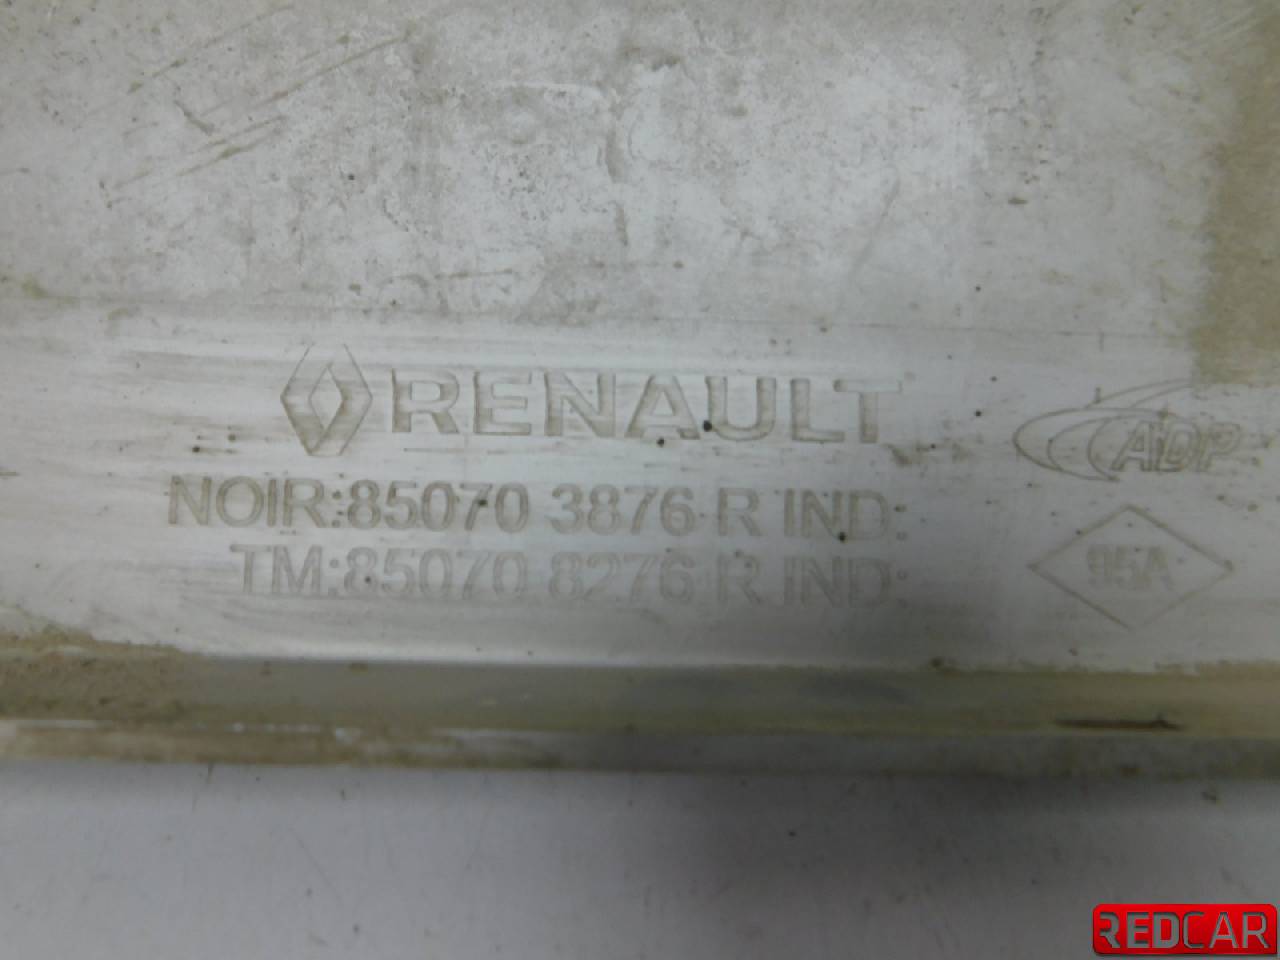 RENAULT
ADP
NOIR:85070 3876 R IND:
TM:85070 8276 R IND:
95A
REDCAR